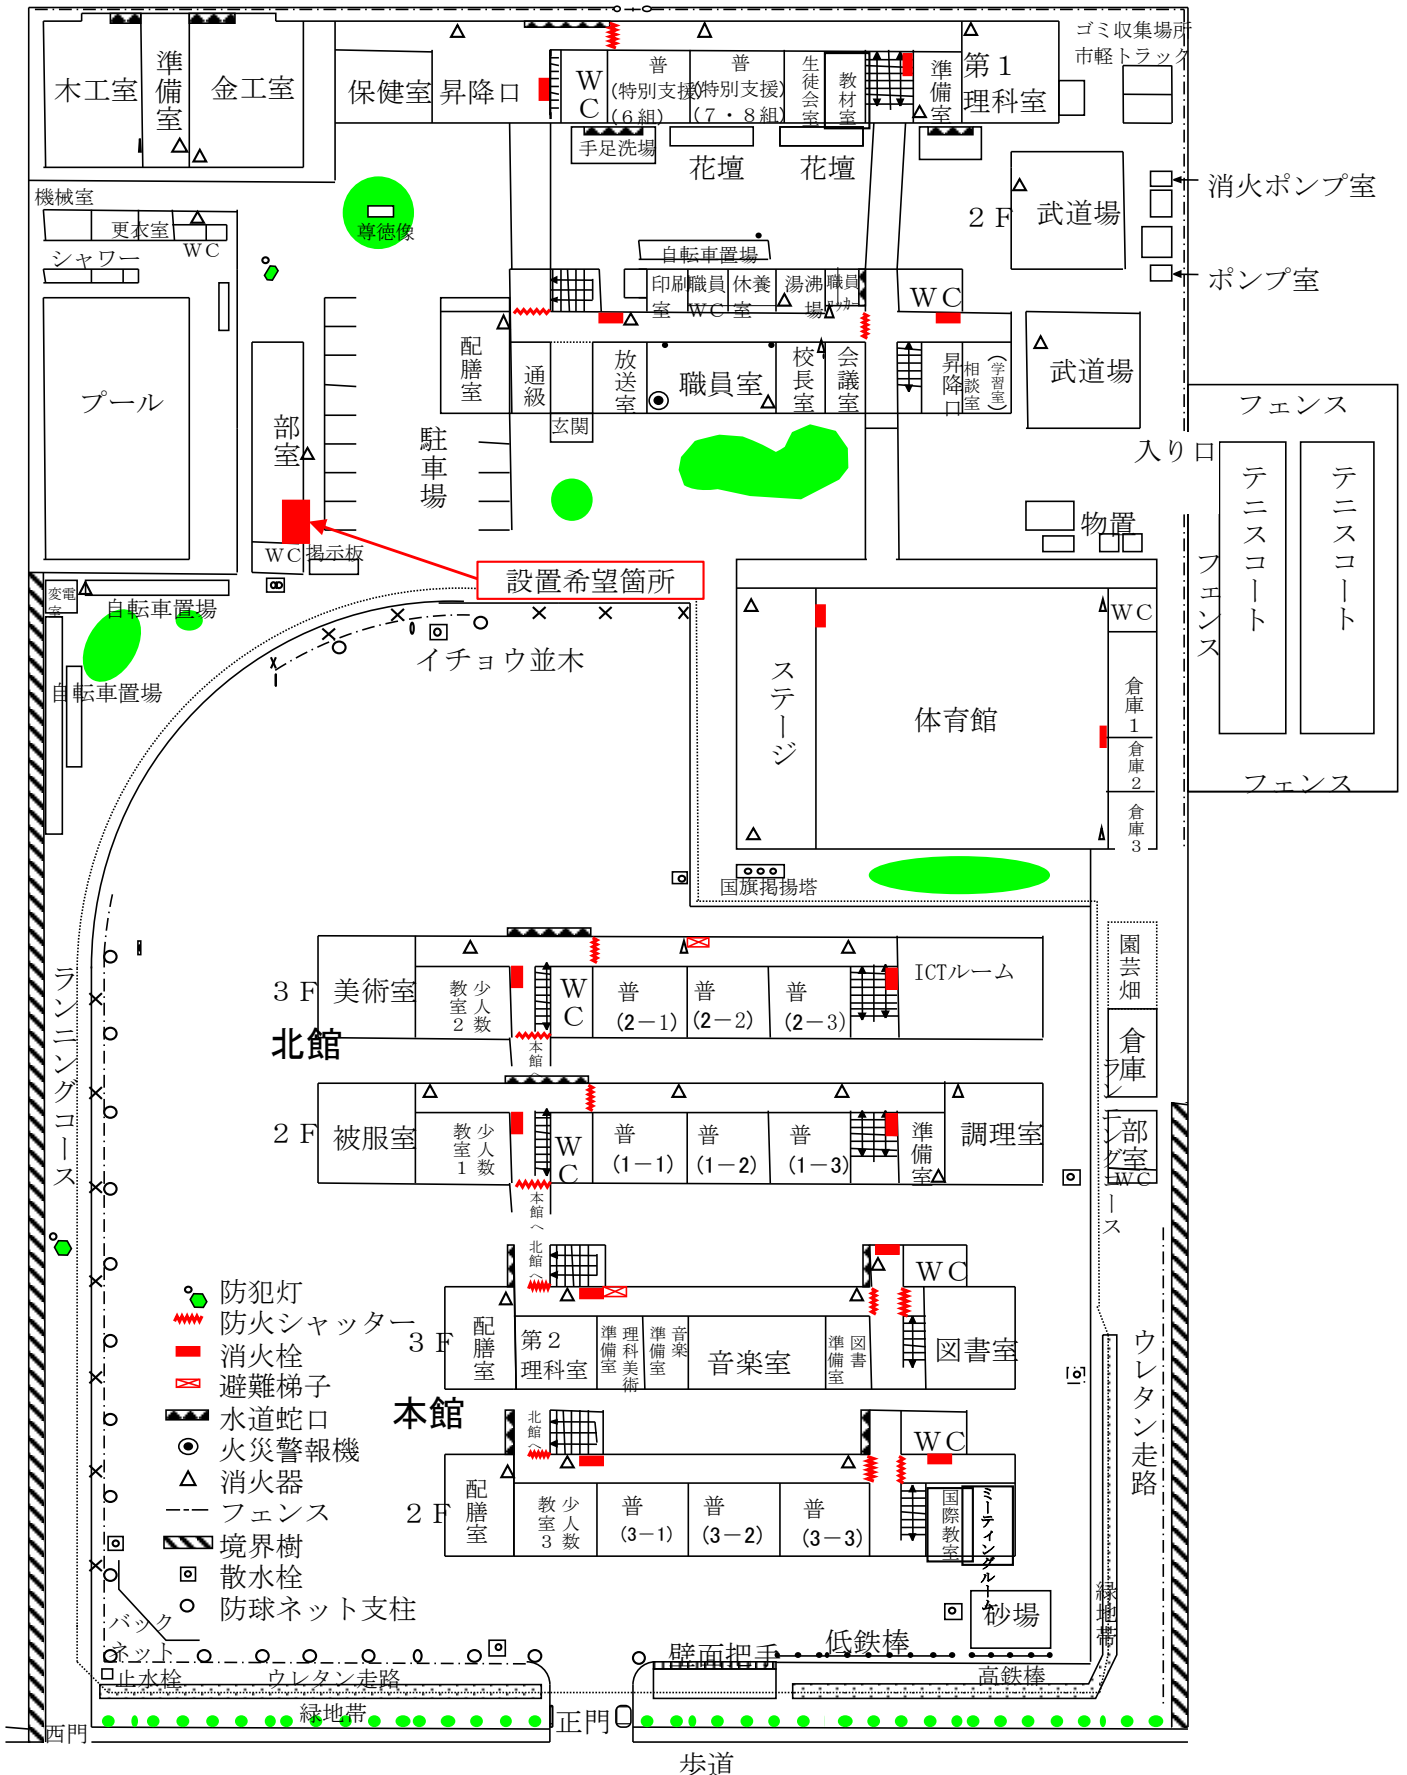 ゴミ収集場所
市軽トラック
木工室
準備室
金工室
保健室
昇降口
WC
普
(特別支援)
(6組)
普
(特別支援)
(7・8組)
生徒会室
教材室
準備室
第1
理科室
手足洗場
花壇
花壇
機械室
更衣室
WC
シャワー
尊徳像
2F
武道場
消火ポンプ室
ポンプ室
自転車置場
印刷室
職員WC
休養室
湯沸場
職員ロッカー
WC
配膳室
通級
放送室
職員室
校長室
会議室
昇降口
相談室
(学習室)
武道場
玄関
プール
部室
駐車場
フェンス
入り口
テニスコート
テニスコート
物置
WC
掲示板
設置希望箇所
フェンス
変電室
自転車置場
自転車置場
イチョウ並木
ステージ
体育館
WC
倉庫1
倉庫2
倉庫3
フェンス
国旗掲揚塔
園芸畑
倉庫
ランニングコース
部室
WC
ランニングコース
3F
美術室
少人数教室2
WC
普
(2-1)
普
(2-2)
普
(2-3)
ICTルーム
北館
本館へ
2F
被服室
少人数教室1
WC
普
(1-1)
普
(1-2)
普
(1-3)
準備室
調理室
本館へ
北館へ
WC
3F
配膳室
第2
理科室
理科美術準備室
音楽準備室
音楽室
図書準備室
図書室
本館
北館へ
WC
2F
配膳室
少人数教室3
普
(3-1)
普
(3-2)
普
(3-3)
国際教室
ミーティングルーム
ウレタン走路
防犯灯
防火シャッター
消火栓
避難梯子
水道蛇口
火災警報機
消火器
フェンス
境界樹
散水栓
防球ネット支柱
バックネット
止水栓
ウレタン走路
緑地帯
壁面把手
低鉄棒
砂場
高鉄棒
緑地帯
西門
正門
歩道